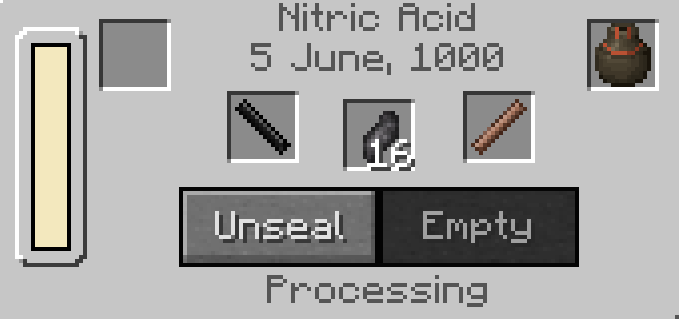 Nitric Acid
5 June, 1000
16
Unseal
Empty
Processing